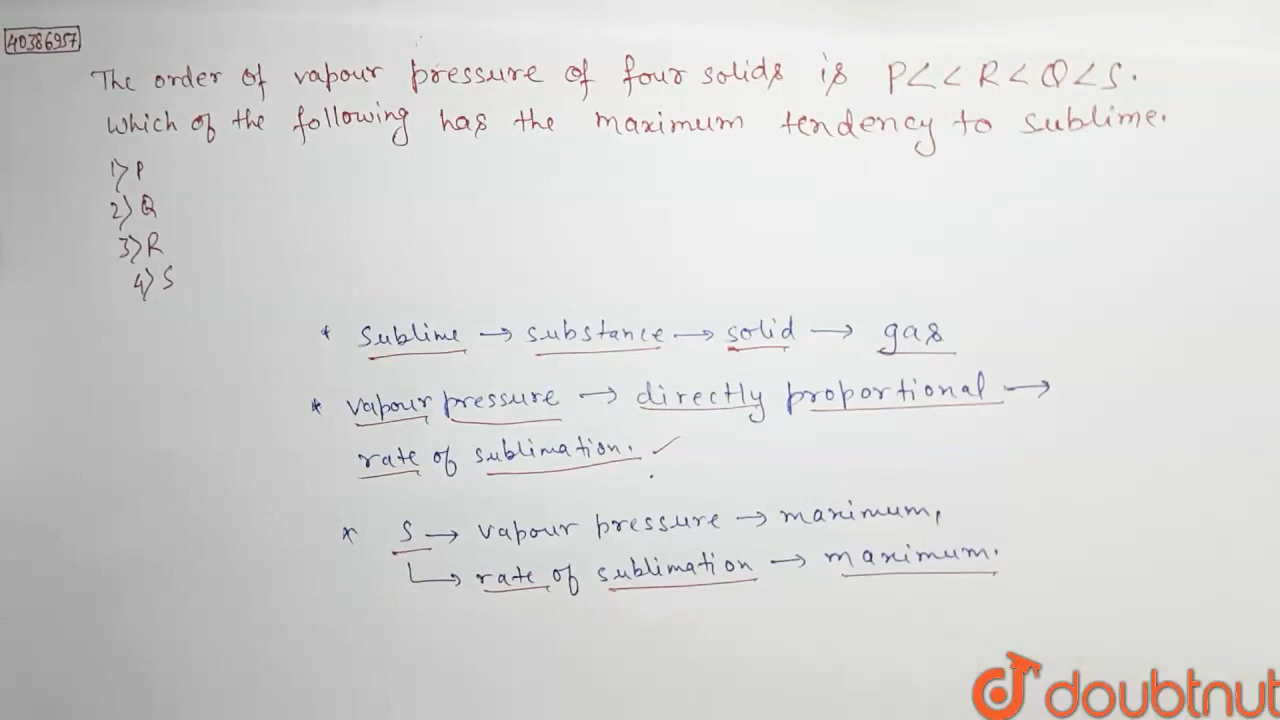 40386957
The order of vapour pressure of four solids is P<<R<Q<S.
Which of the following has the maximum tendency to sublime.
1) P
2) Q
3) R
4) S
* Sublime → substance → solid → gas
* vapour pressure → directly proportional →
rate of sublimation. ✓
* S → vapour pressure → maximum,
↳ rate of sublimation → maximum.
doubtnut